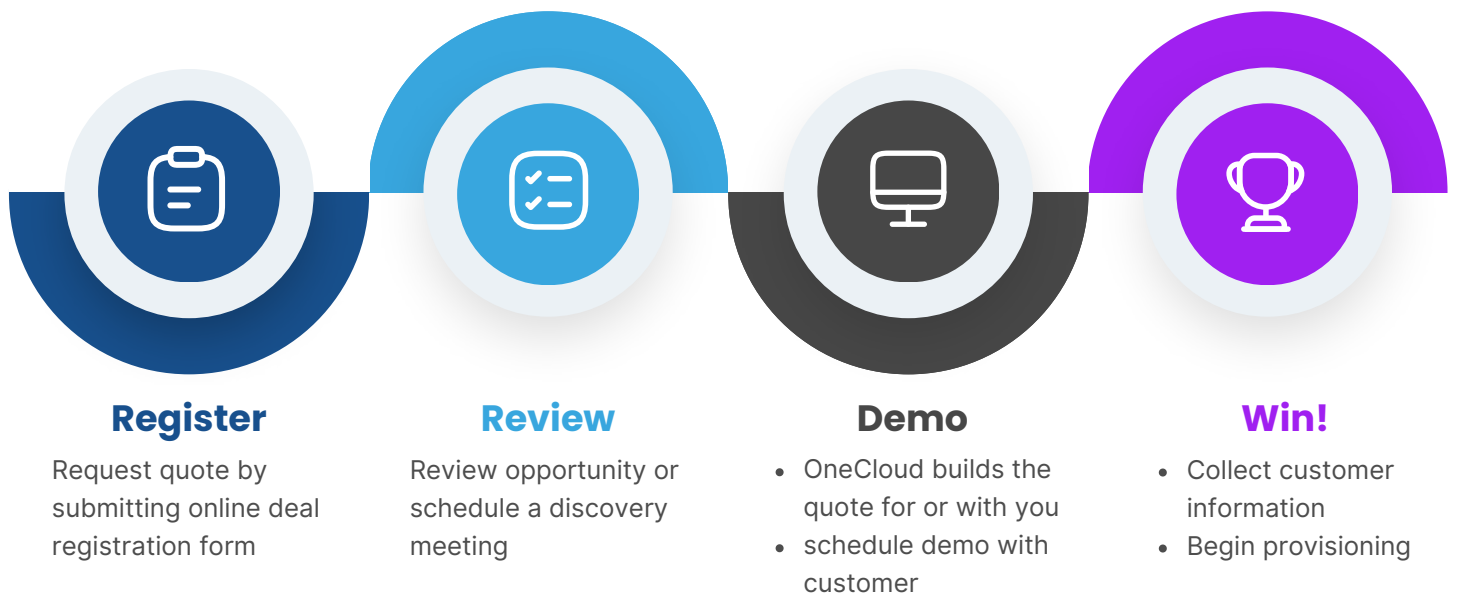 Register
Request quote by
submitting online deal
registration form
Review
Review opportunity or
schedule a discovery
meeting
Demo
• OneCloud builds the
quote for or with you
• schedule demo with
customer
Win!
• Collect customer
information
• Begin provisioning